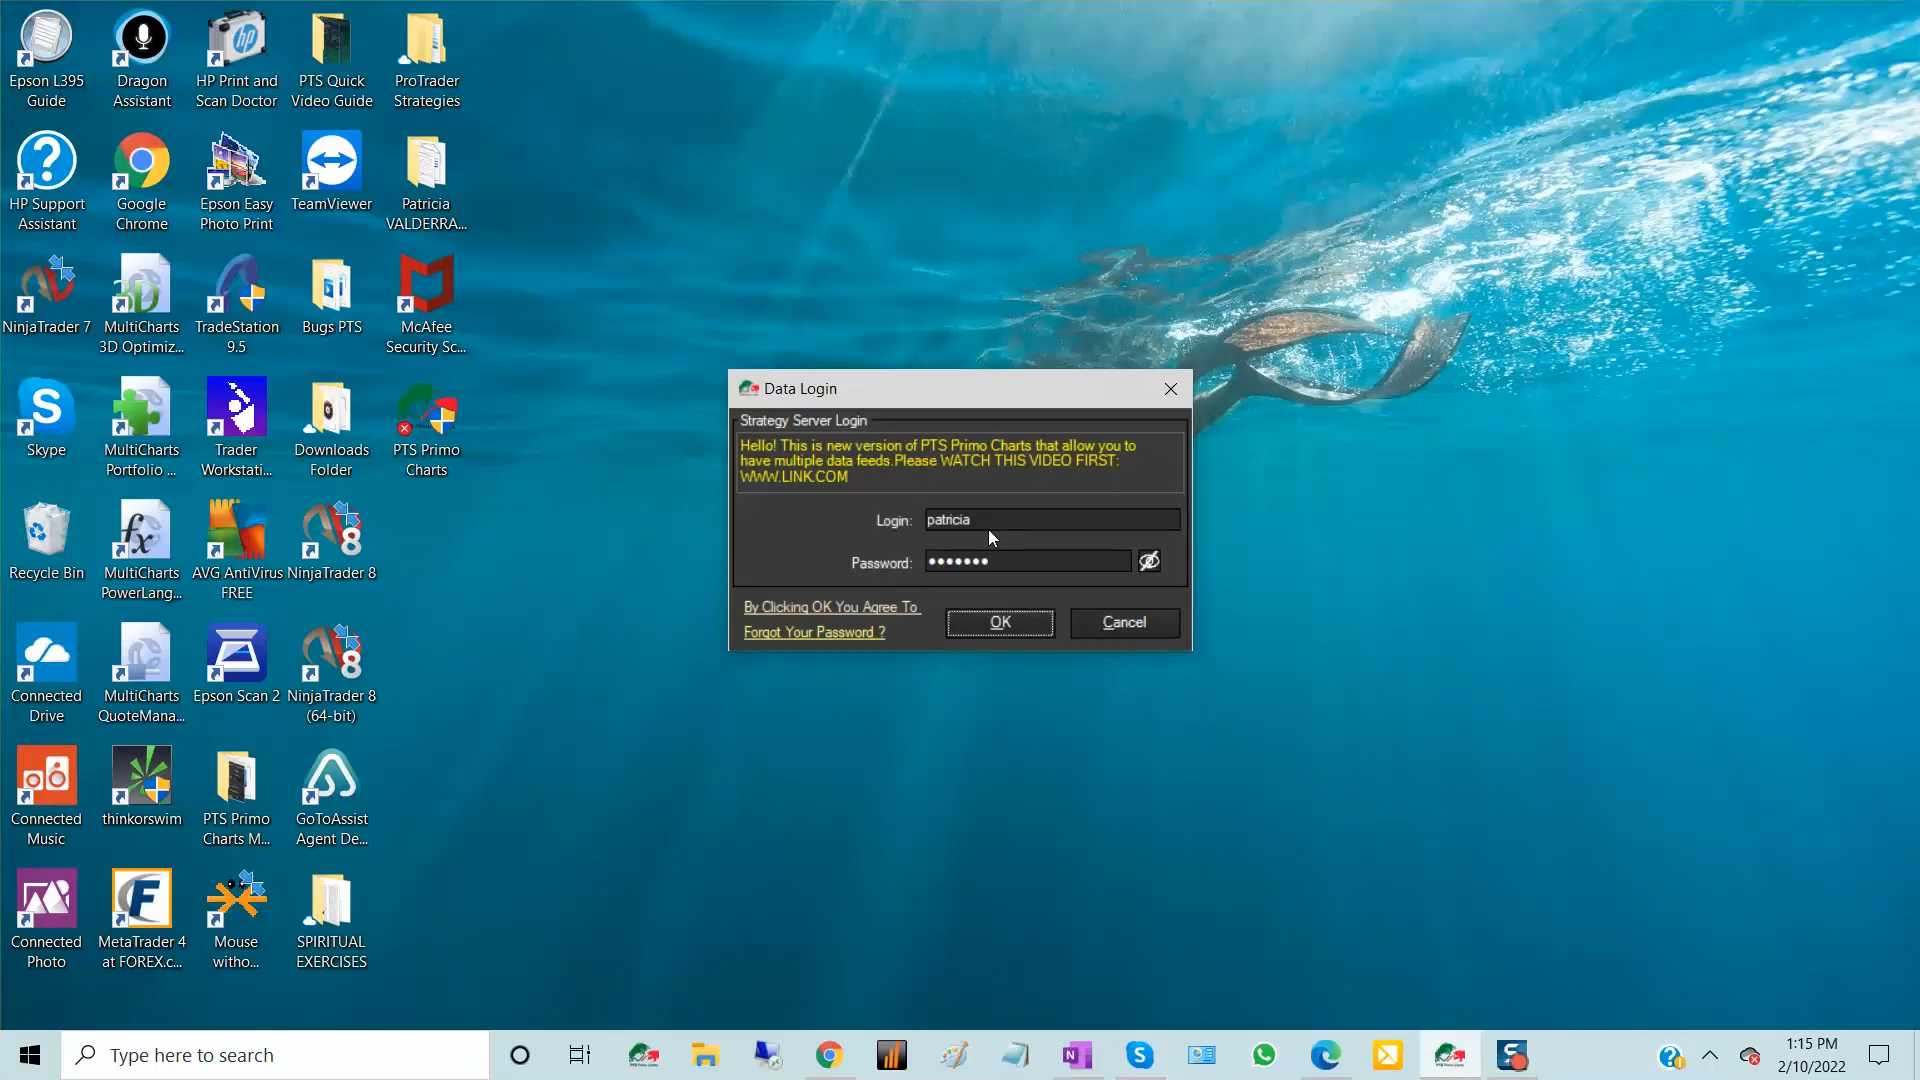 Epson L395
Guide
Dragon
Assistant
HP Print and
Scan Doctor
PTS Quick
Video Guide
ProTrader
Strategies
HP Support
Assistant
Google
Chrome
Epson Easy
Photo Print
TeamViewer
Patricia
VALDERRA...
NinjaTrader 7
MultiCharts
3D Optimiz...
TradeStation
9.5
Bugs PTS
McAfee
Security Sc...
Skype
MultiCharts
Portfolio ...
Trader
Workstati...
Downloads
Folder
PTS Primo
Charts
Recycle Bin
MultiCharts
PowerLang...
AVG AntiVirus
FREE
NinjaTrader 8
Connected
Drive
MultiCharts
QuoteMana...
Epson Scan 2
NinjaTrader 8
(64-bit)
Connected
Music
thinkorswim
PTS Primo
Charts M...
GoToAssist
Agent De...
Connected
Photo
MetaTrader 4
at FOREX.c...
Mouse
witho...
SPIRITUAL
EXERCISES
Data Login
Strategy Server Login
Hello! This is new version of PTS Primo Charts that allow you to
have multiple data feeds.Please WATCH THIS VIDEO FIRST:
WWW.LINK.COM
Login: patricia
Password: •••••••
By Clicking OK You Agree To
Forgot Your Password ?
OK
Cancel
Type here to search
1:15 PM
2/10/2022